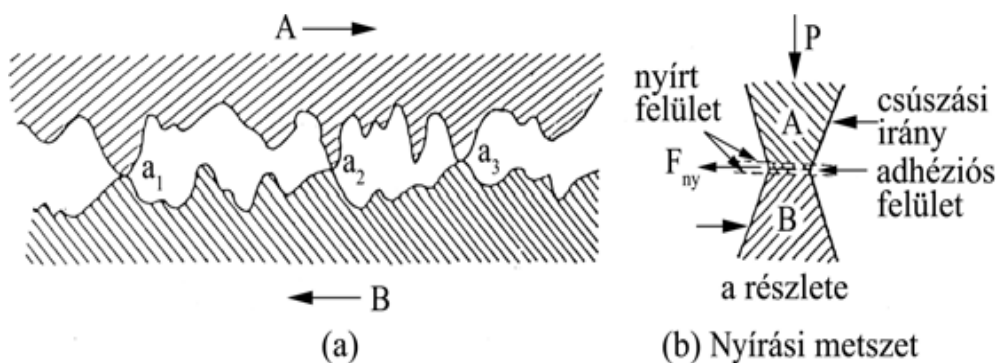 A
a₁
a₂
a₃
B
(a)
P
nyírt
felület
A
csúszási
irány
Fₙy
adhéziós
felület
B
a részlete
(b) Nyírási metszet